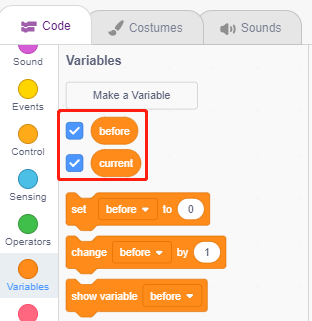 Code Costumes Sounds
Sound
Events
Control
Sensing
Operators
Variables
Variables
Make a Variable
before
current
set before to 0
change before by 1
show variable before